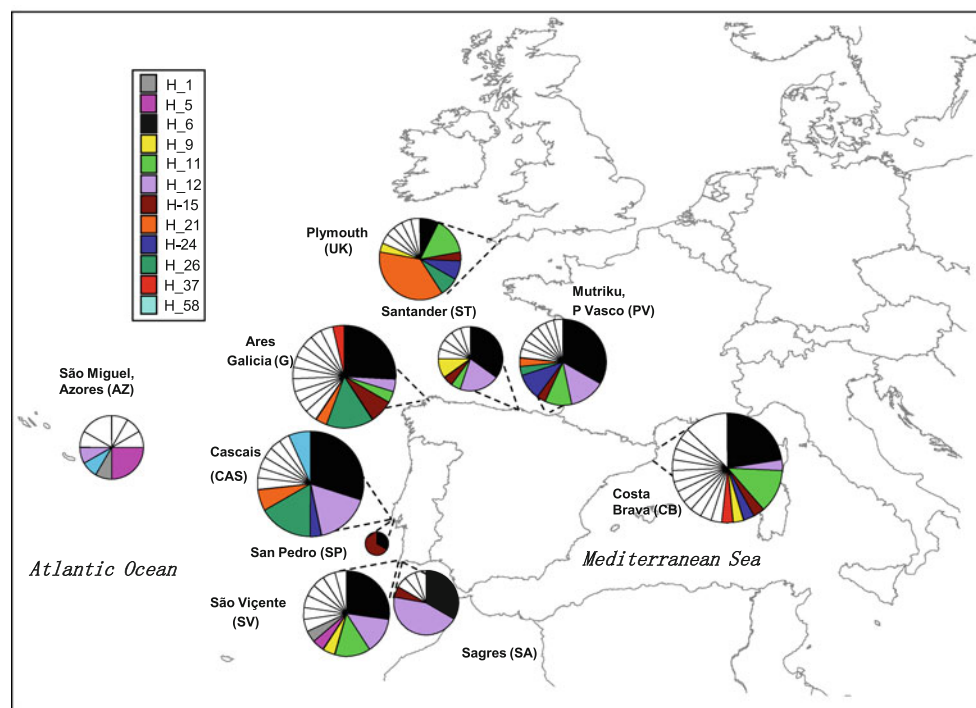 H_1
H_5
H_6
H_9
H_11
H_12
H-15
H_21
H-24
H_26
H_37
H_58
Plymouth
(UK)
Santander (ST)
Mutriku,
P Vasco (PV)
Ares
Galicia (G)
São Miguel,
Azores (AZ)
Cascais
(CAS)
Costa
Brava (CB)
San Pedro (SP)
Atlantic Ocean
Mediterranean Sea
São Viçente
(SV)
Sagres (SA)